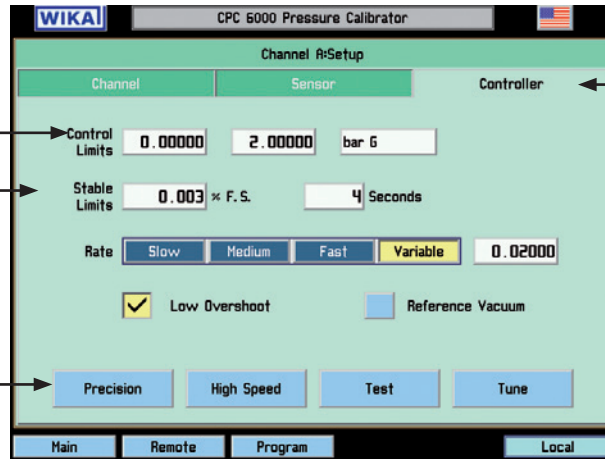 WIKAI CPC 6000 Pressure Calibrator
Channel A:Setup
Channel Sensor Controller
Control Limits 0.00000 2.00000 bar G
Stable Limits 0.003 % F.S. 4 Seconds
Rate Slow Medium Fast Variable 0.02000
Low Overshoot Reference Vacuum
Precision High Speed Test Tune
Main Remote Program Local